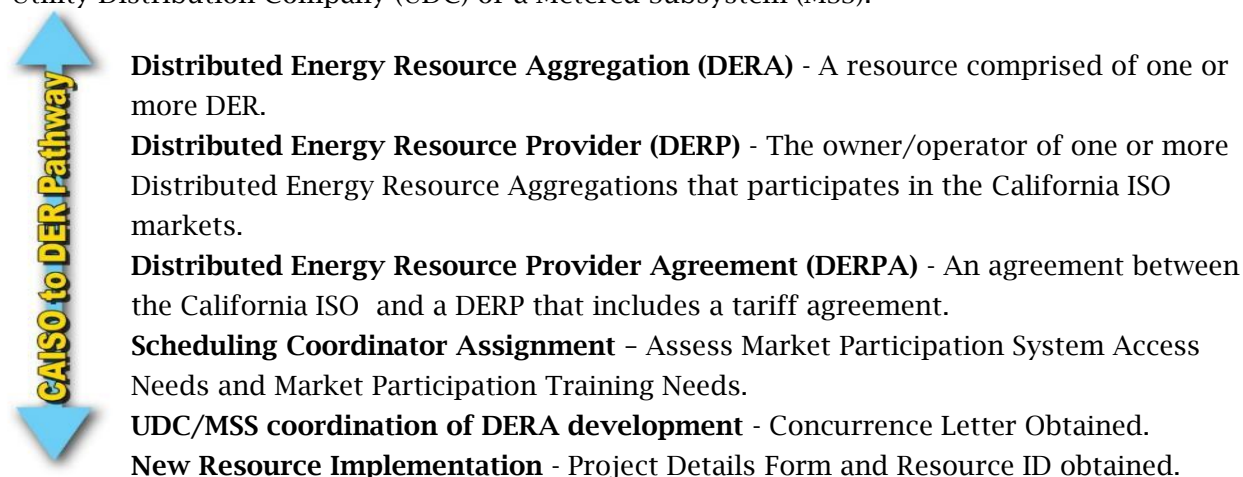 Utility Distribution Company (UDC) or a Metered Subsystem (MSS).
CAISO to DER Pathway
Distributed Energy Resource Aggregation (DERA) - A resource comprised of one or
more DER.
Distributed Energy Resource Provider (DERP) - The owner/operator of one or more
Distributed Energy Resource Aggregations that participates in the California ISO
markets.
Distributed Energy Resource Provider Agreement (DERPA) - An agreement between
the California ISO and a DERP that includes a tariff agreement.
Scheduling Coordinator Assignment – Assess Market Participation System Access
Needs and Market Participation Training Needs.
UDC/MSS coordination of DERA development - Concurrence Letter Obtained.
New Resource Implementation - Project Details Form and Resource ID obtained.